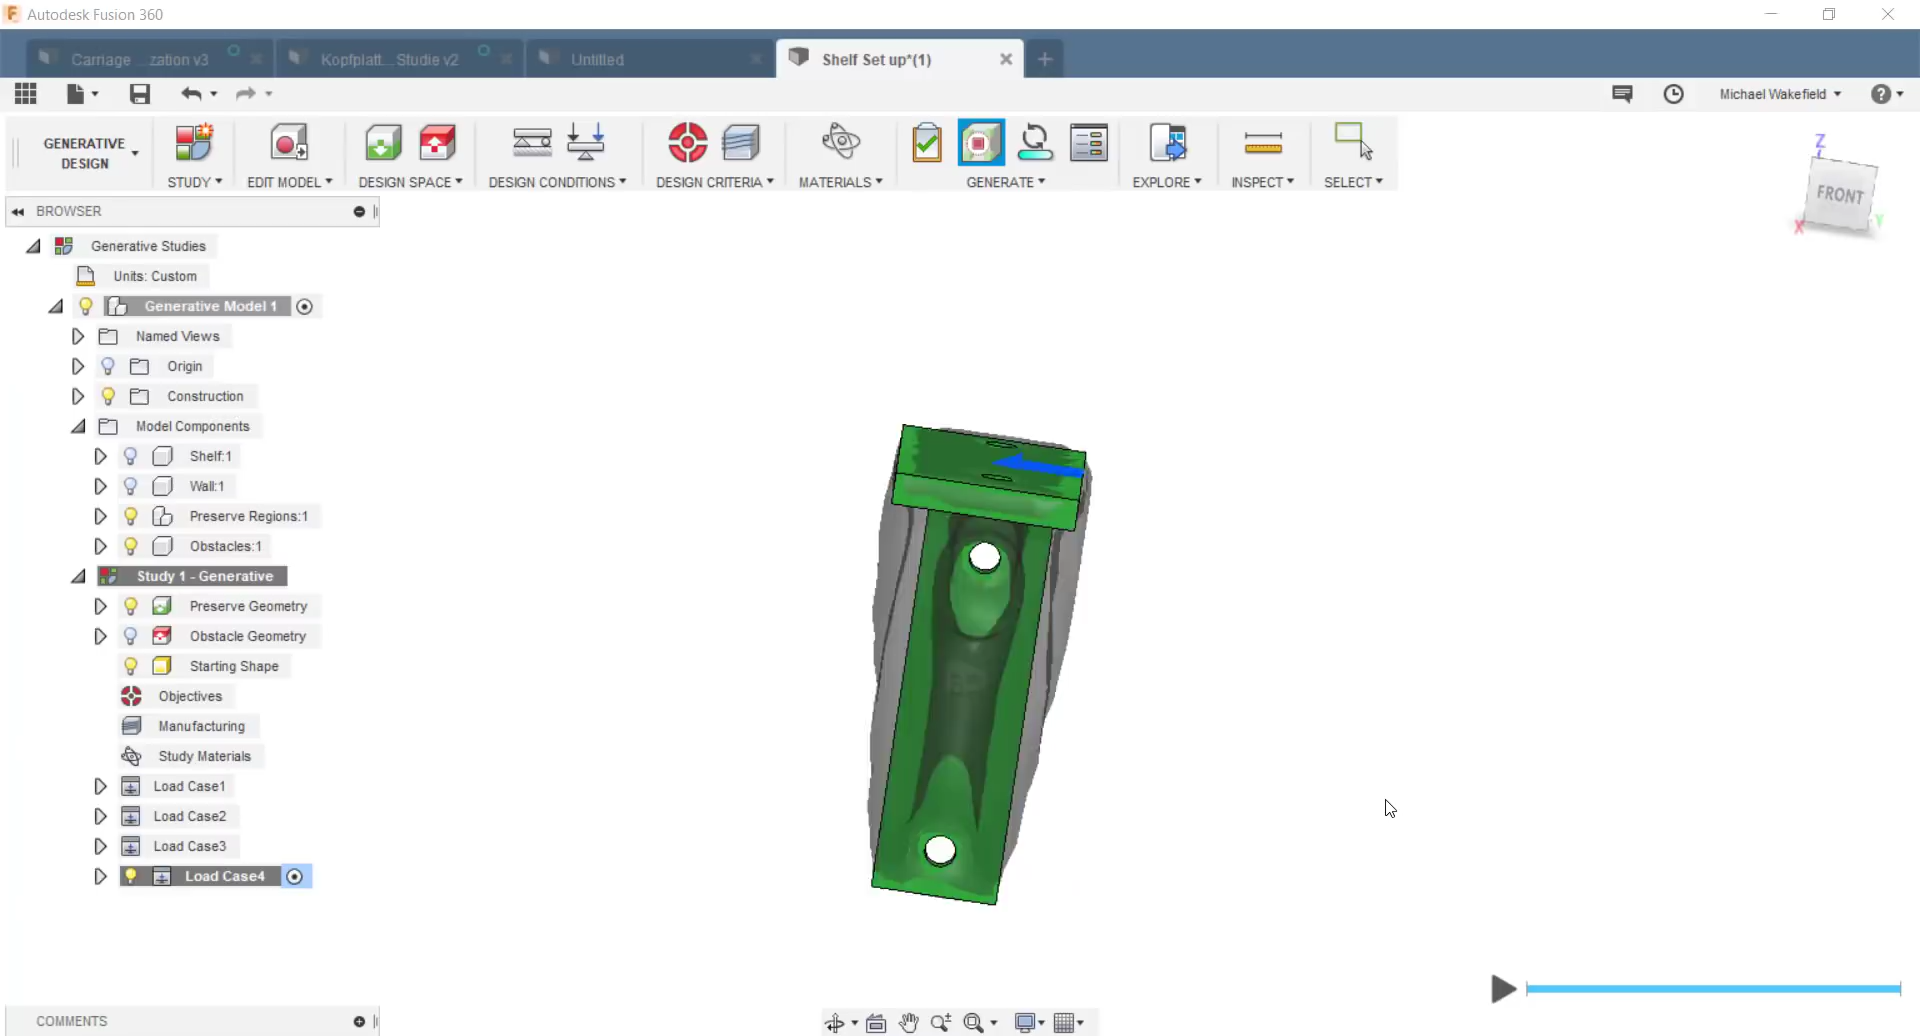 Autodesk Fusion 360
Carriage ...zation v3
Kopfplatt... Studie v2
Untitled
Shelf Set up*(1)
Michael Wakefield
GENERATIVE DESIGN
STUDY
EDIT MODEL
DESIGN SPACE
DESIGN CONDITIONS
DESIGN CRITERIA
MATERIALS
GENERATE
EXPLORE
INSPECT
SELECT
Z
FRONT
X
Y
BROWSER
Generative Studies
Units: Custom
Generative Model 1
Named Views
Origin
Construction
Model Components
Shelf:1
Wall:1
Preserve Regions:1
Obstacles:1
Study 1 - Generative
Preserve Geometry
Obstacle Geometry
Starting Shape
Objectives
Manufacturing
Study Materials
Load Case1
Load Case2
Load Case3
Load Case4
COMMENTS